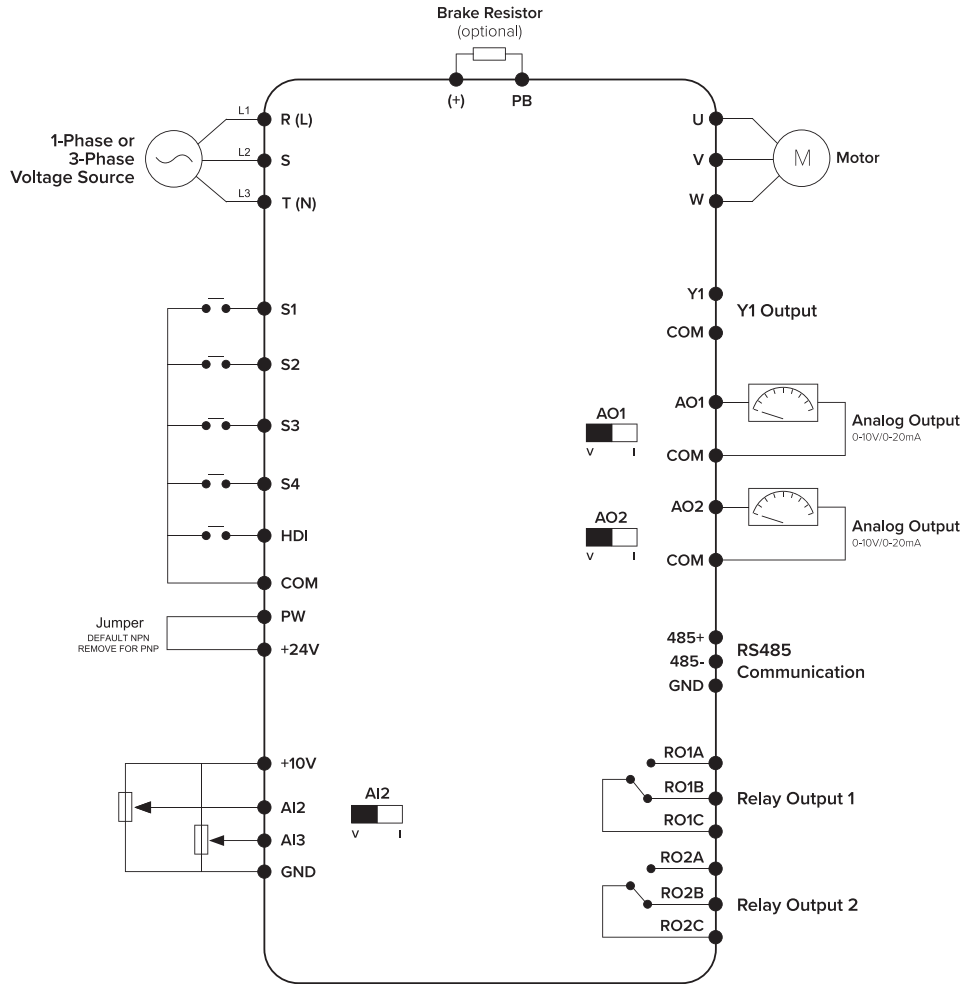 Brake Resistor
(optional)
(+) PB
1-Phase or
3-Phase
Voltage Source
L1 R (L)
L2 S
L3 T (N)
U
V
W
M Motor
S1
S2
S3
S4
HDI
COM
PW
+24V
Jumper
DEFAULT NPN
REMOVE FOR PNP
Y1
COM
Y1 Output
AO1
V I
AO1
COM
Analog Output
0-10V/0-20mA
AO2
V I
AO2
COM
Analog Output
0-10V/0-20mA
485+
485-
GND
RS485
Communication
+10V
AI2
AI3
GND
AI2
V I
RO1A
RO1B
RO1C
Relay Output 1
RO2A
RO2B
RO2C
Relay Output 2